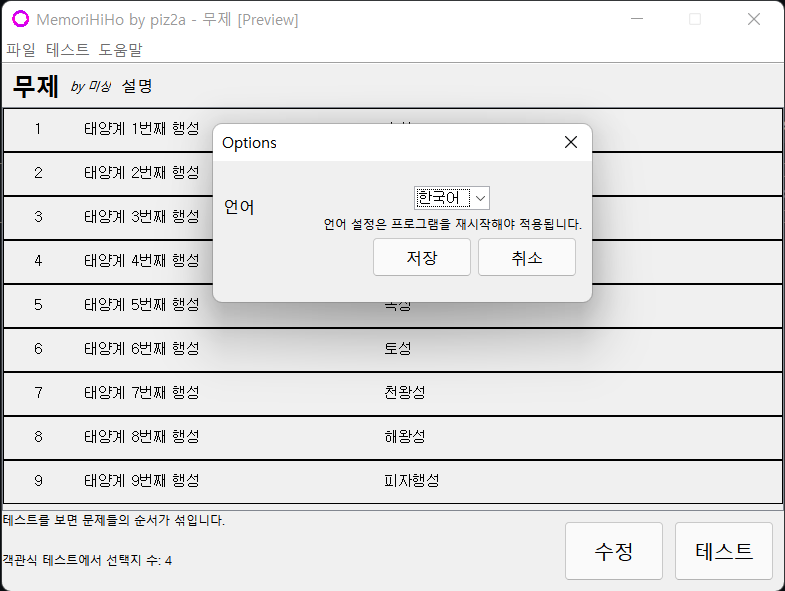 MemoriHiHo by piz2a - 무제 [Preview]
파일 테스트 도움말
무제 by 미상 설명
1 태양계 1번째 행성
2 태양계 2번째 행성
3 태양계 3번째 행성
4 태양계 4번째 행성
5 태양계 5번째 행성
6 태양계 6번째 행성 토성
7 태양계 7번째 행성 천왕성
8 태양계 8번째 행성 해왕성
9 태양계 9번째 행성 피자행성
Options
언어 한국어
언어 설정은 프로그램을 재시작해야 적용됩니다.
저장 취소
테스트를 보면 문제들의 순서가 섞입니다.
객관식 테스트에서 선택지 수: 4
수정 테스트